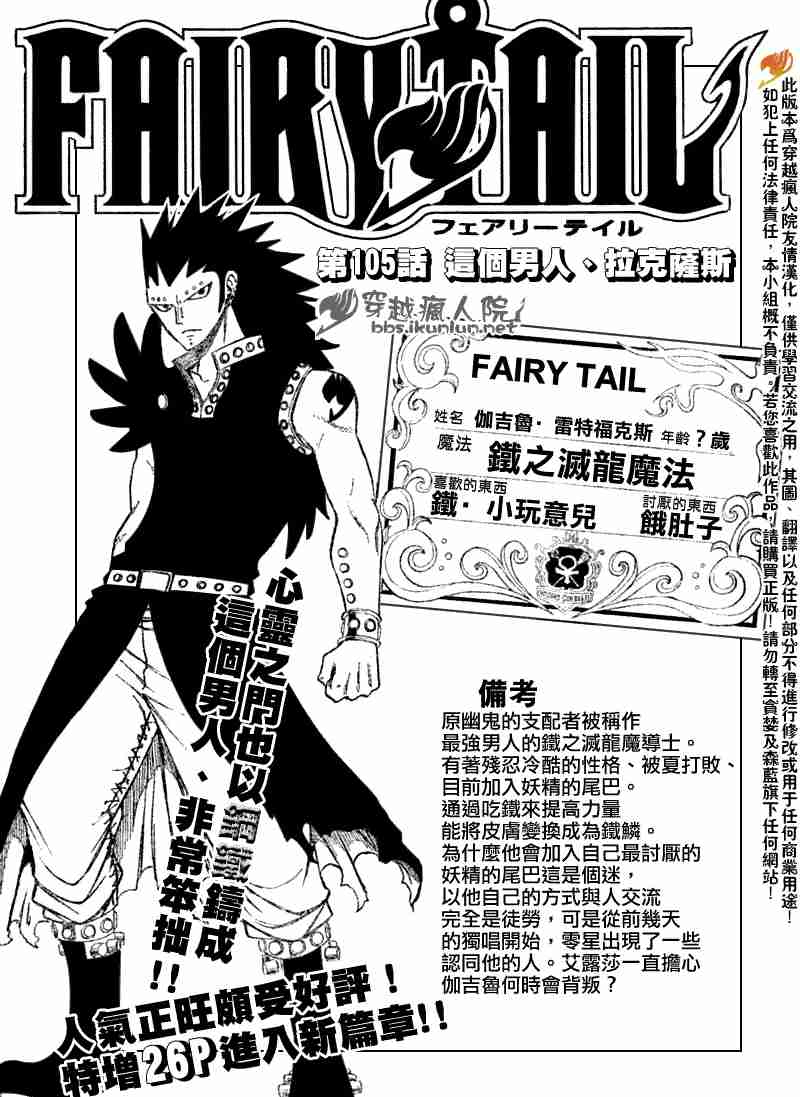 FAIRY TAIL
フェアリーテイル
第105話 這個男人、拉克薩斯
穿越瘋人院
bbs.ikunlun.net
FAIRY TAIL
姓名 伽吉魯·雷特福克斯 年齡 ?歲
魔法 鐵之滅龍魔法
喜歡的東西
鐵·小玩意兒
討厭的東西
餓肚子
心靈之門也以鋼鐵鑄成
這個男人、非常笨拙!!
備考
原幽鬼的支配者被稱作
最強男人的鐵之滅龍魔導士。
有著殘忍冷酷的性格、被夏打敗、
目前加入妖精的尾巴。
通過吃鐵來提高力量
能將皮膚變換成為鐵鱗。
為什麼他會加入自己最討厭的
妖精的尾巴這是個迷，
以他自己的方式與人交流
完全是徒勞，可是從前幾天
的獨唱開始，零星出現了一些
認同他的人。艾露莎一直擔心
伽吉魯何時會背叛？
人氣正旺頗受好評！
特增26P進入新篇章!!
此版本爲穿越瘋人院友情漢化，僅供學習交流之用，其圖、翻譯以及任何部分不得進行修改或用于任何商業用途！
如犯上任何法律責任，本小組概不負責。若您喜歡此作品，請購買正版！請勿轉至貪婪及森藍旗下任何網站！